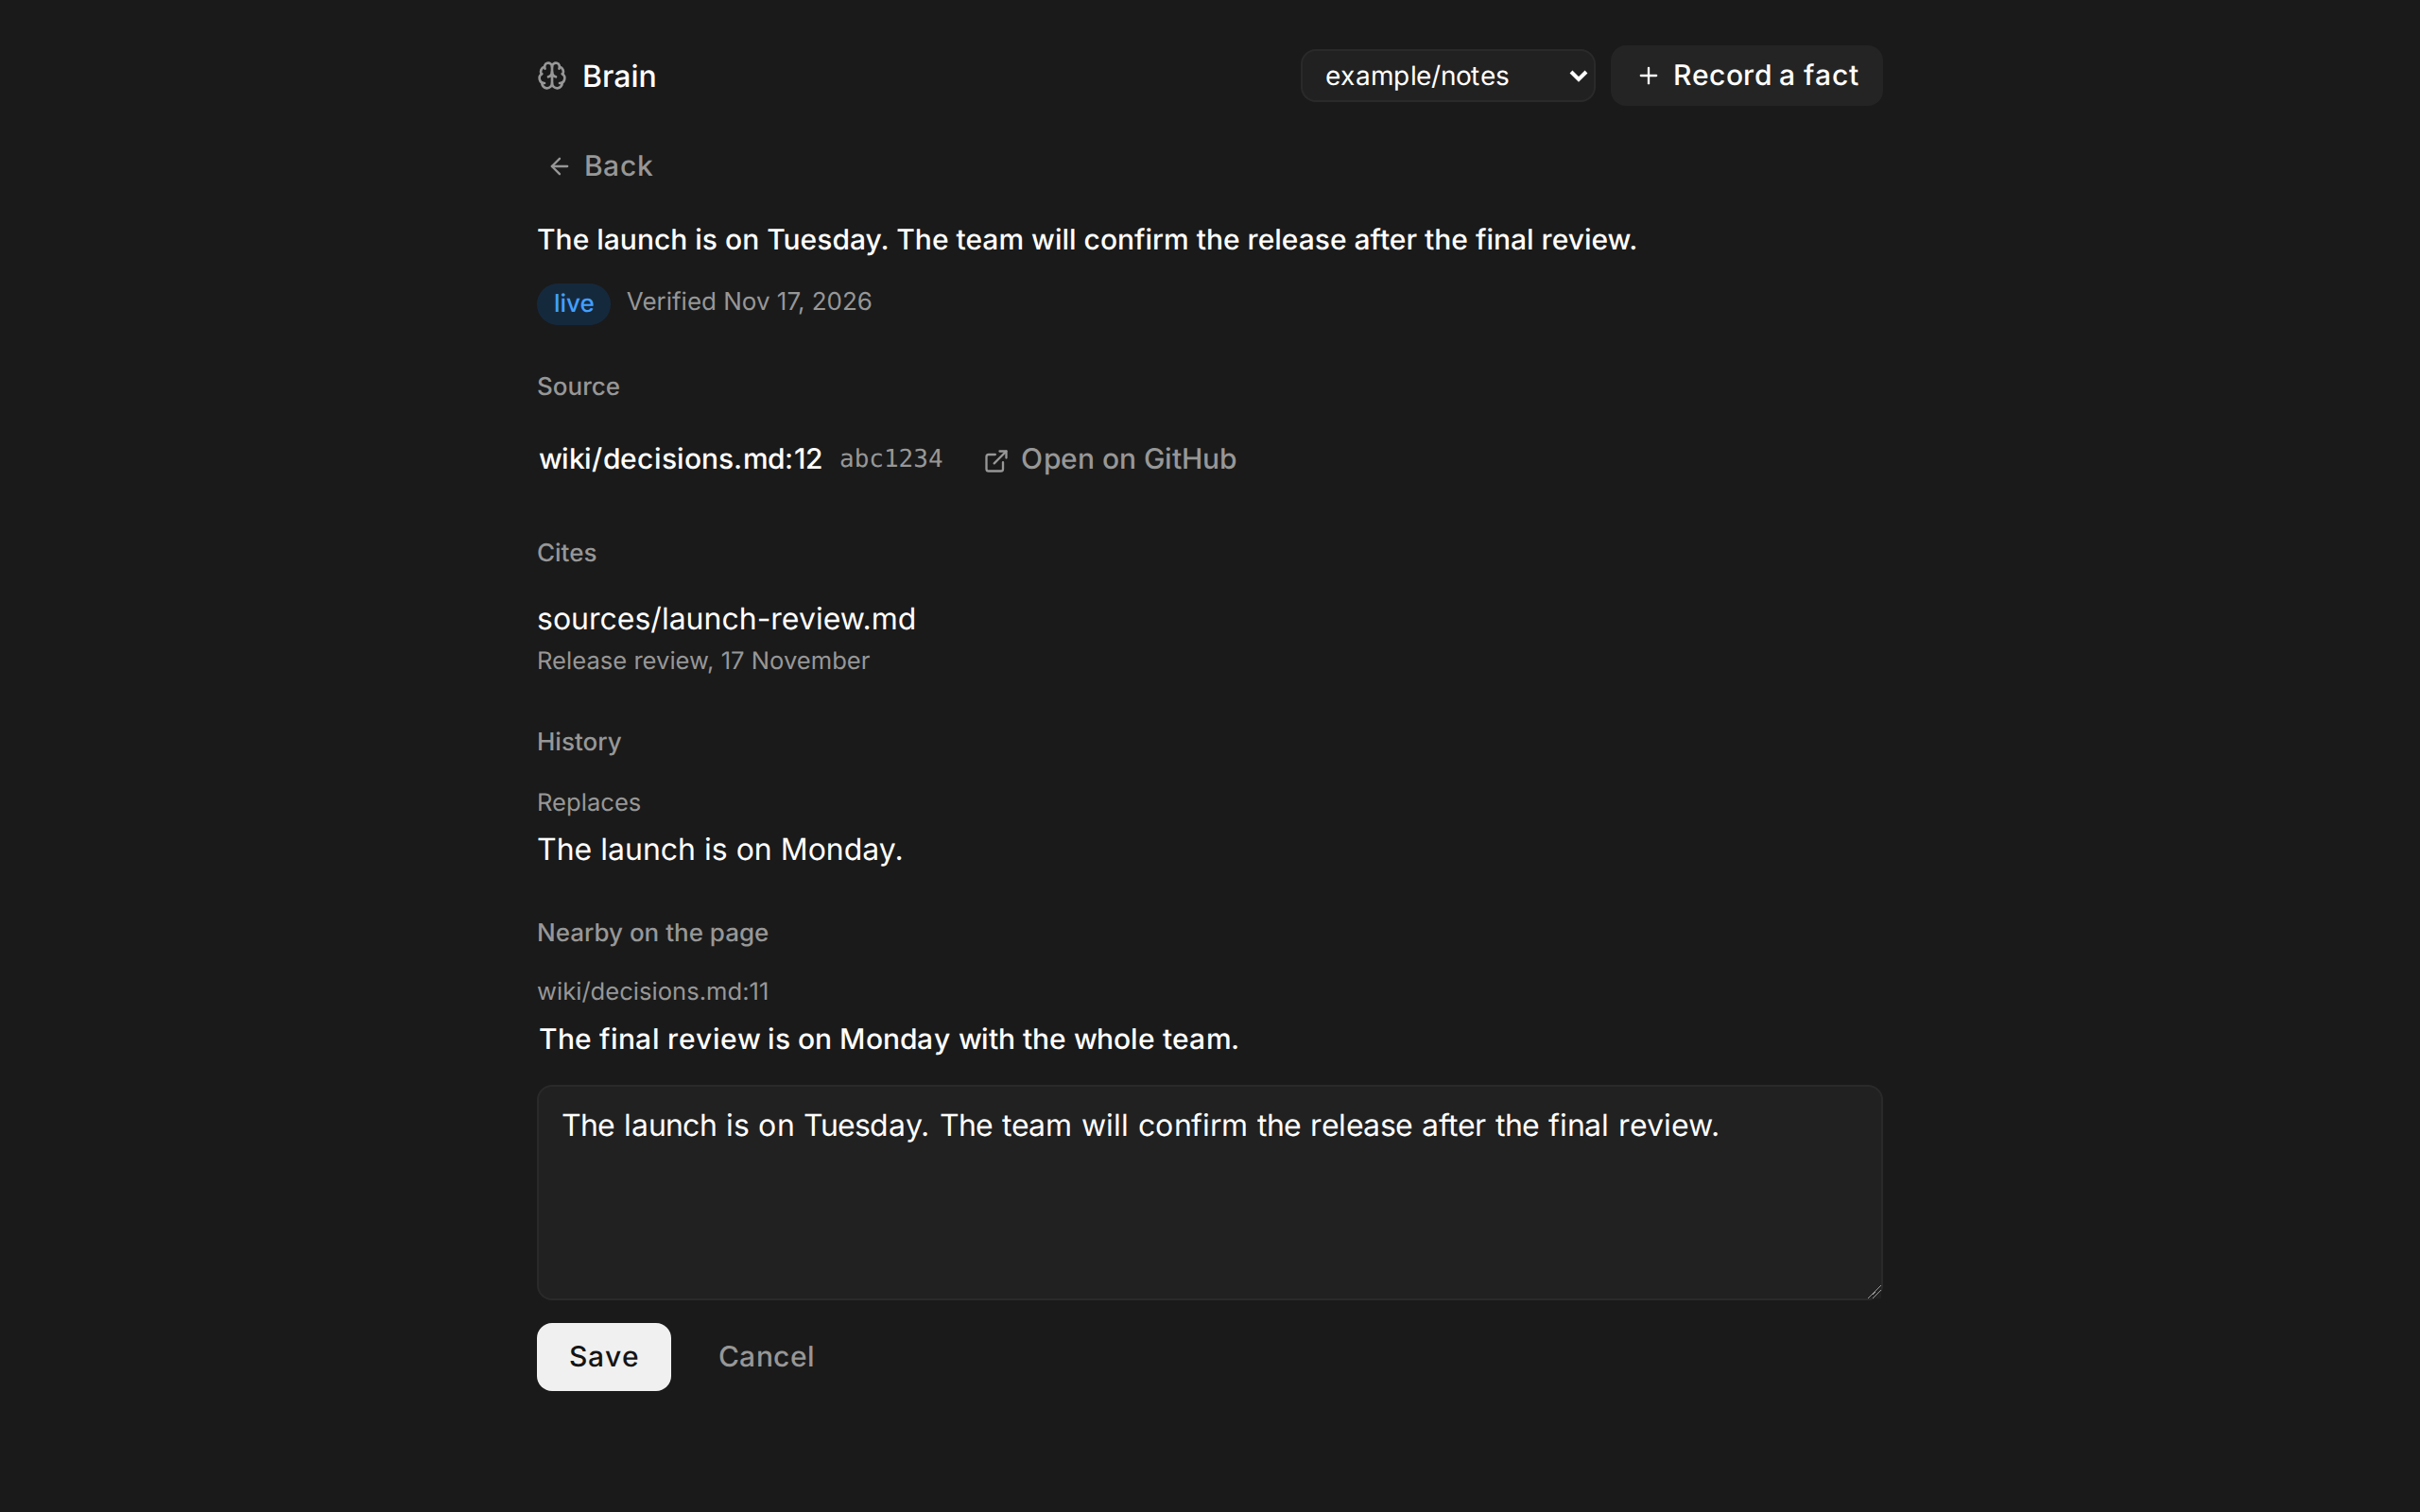 Brain
example/notes
+ Record a fact
← Back
The launch is on Tuesday. The team will confirm the release after the final review.
live Verified Nov 17, 2026
Source
wiki/decisions.md:12 abc1234 Open on GitHub
Cites
sources/launch-review.md
Release review, 17 November
History
Replaces
The launch is on Monday.
Nearby on the page
wiki/decisions.md:11
The final review is on Monday with the whole team.
The launch is on Tuesday. The team will confirm the release after the final review.
Save Cancel